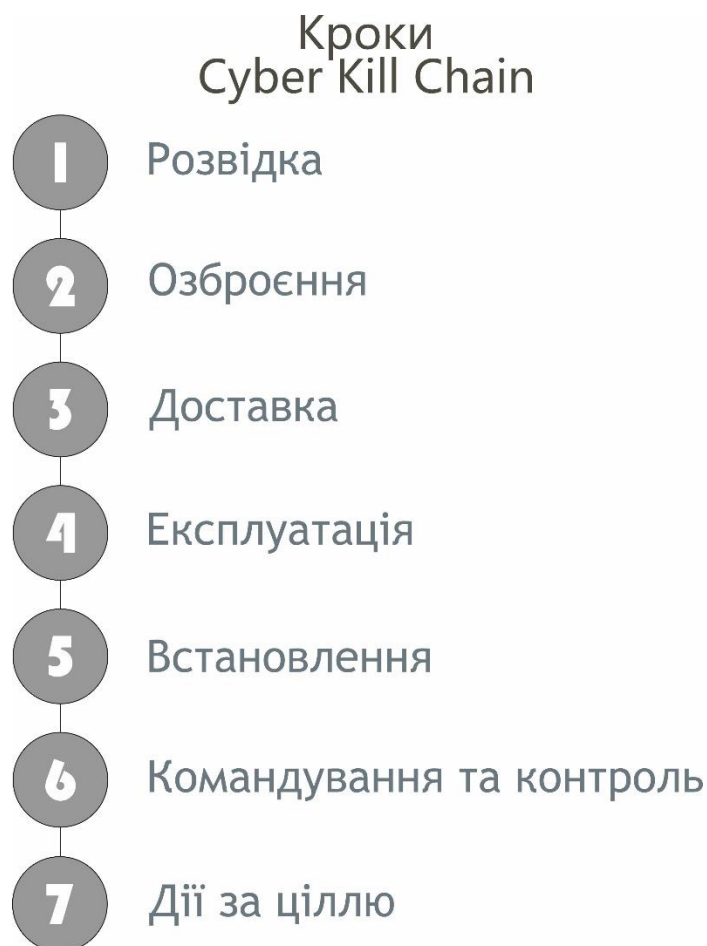 Кроки
Cyber Kill Chain
1 Розвідка
2 Озброєння
3 Доставка
4 Експлуатація
5 Встановлення
6 Командування та контроль
7 Дії за ціллю